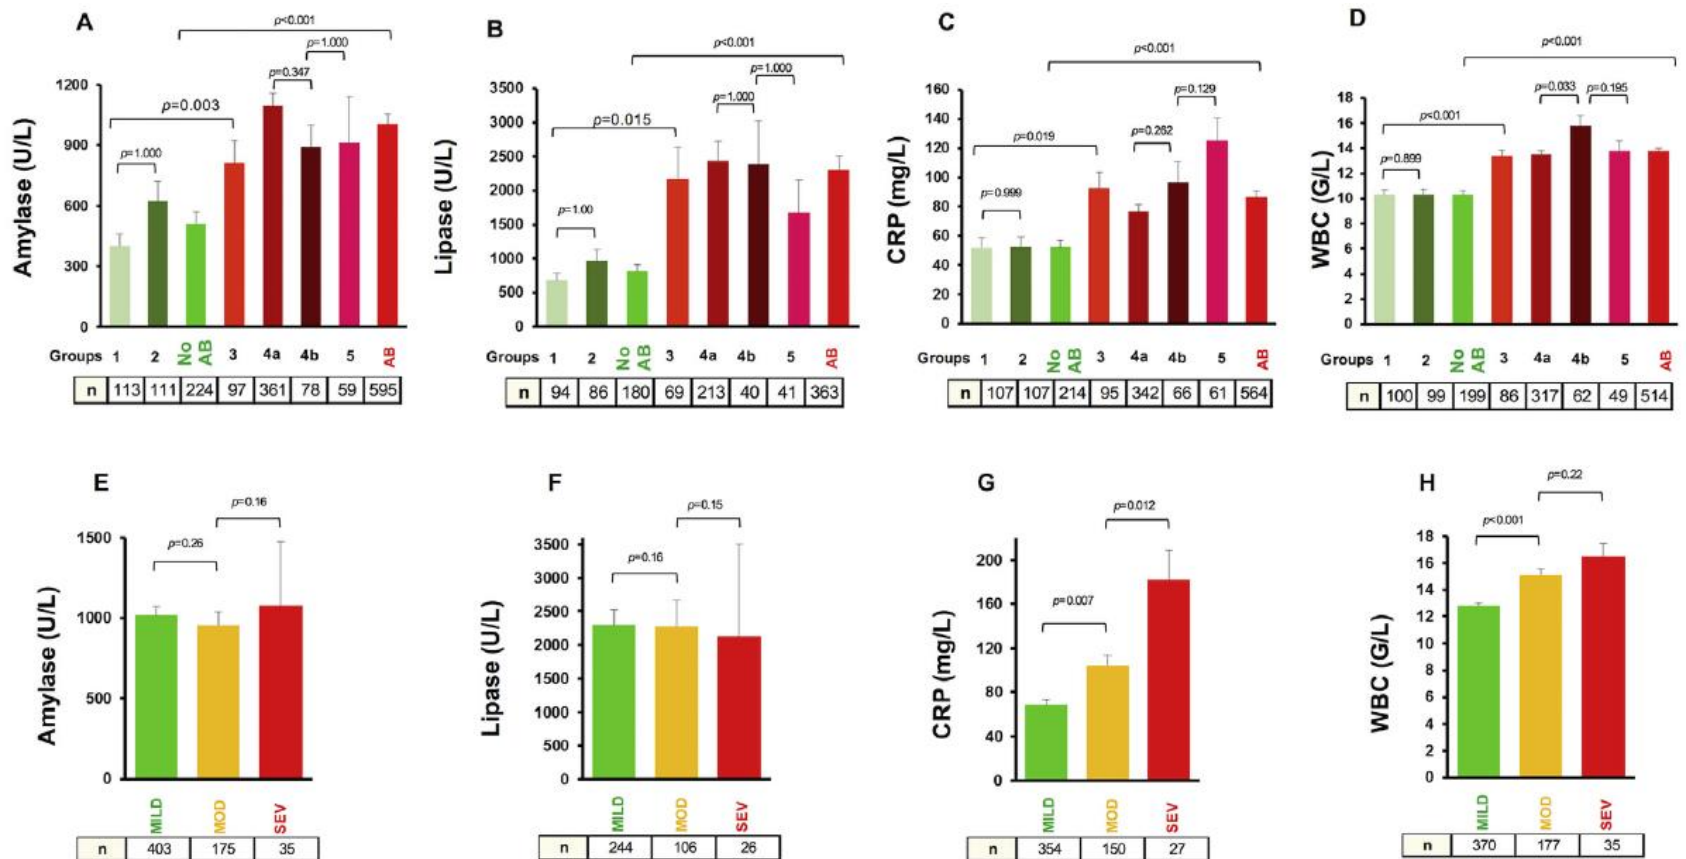 A
p<0.001
p=1.000
p=0.347
p=0.003
p=1.000
Amylase (U/L)
1200
900
600
300
0
Groups 1 2 No AB 3 4a 4b 5 AB
n 113 111 224 97 361 78 59 595
B
p<0.001
p=1.000
p=1.000
p=0.015
p=1.00
Lipase (U/L)
3500
3000
2500
2000
1500
1000
500
0
Groups 1 2 No AB 3 4a 4b 5 AB
n 94 86 180 69 213 40 41 363
C
p<0.001
p=0.129
p=0.262
p=0.019
p=0.999
CRP (mg/L)
160
140
120
100
80
60
40
20
0
Groups 1 2 No AB 3 4a 4b 5 AB
n 107 107 214 95 342 66 61 564
D
p<0.001
p=0.033 p=0.195
p<0.001
p=0.899
WBC (G/L)
18
16
14
12
10
8
6
4
2
0
Groups 1 2 No AB 3 4a 4b 5 AB
n 100 99 199 86 317 62 49 514
E
p=0.16
p=0.26
Amylase (U/L)
1500
1000
500
0
MILD MOD SEV
n 403 175 35
F
p=0.15
p=0.16
Lipase (U/L)
3500
3000
2500
2000
1500
1000
500
0
MILD MOD SEV
n 244 106 26
G
p=0.012
p=0.007
CRP (mg/L)
200
160
120
80
40
0
MILD MOD SEV
n 354 150 27
H
p=0.22
p<0.001
WBC (G/L)
18
16
14
12
10
8
6
4
2
0
MILD MOD SEV
n 370 177 35